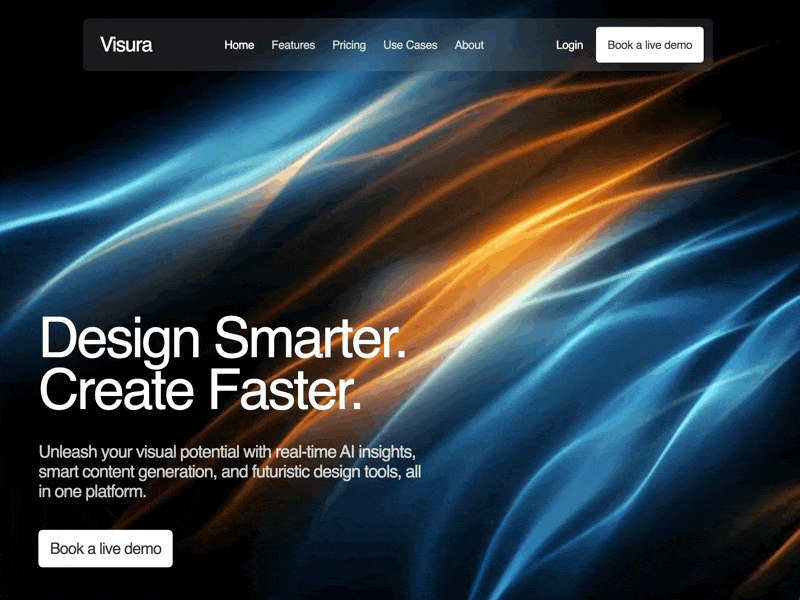 Visura
Home Features Pricing Use Cases About
Login
Book a live demo
Design Smarter.
Create Faster.
Unleash your visual potential with real-time AI insights,
smart content generation, and futuristic design tools, all
in one platform.
Book a live demo